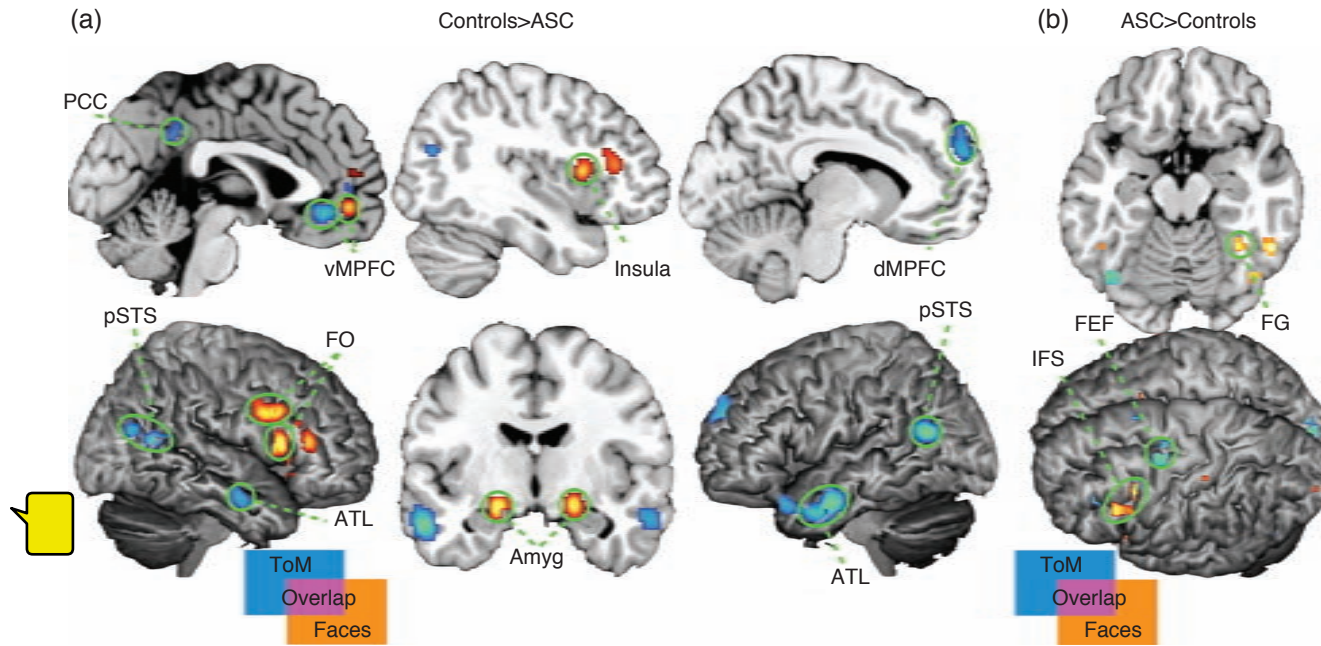 (a) Controls>ASC (b) ASC>Controls
PCC
vMPFC
Insula
dMPFC
FG
pSTS
FO
ATL
Amyg
pSTS
ATL
FEF
IFS
ToM
Overlap
Faces
ToM
Overlap
Faces